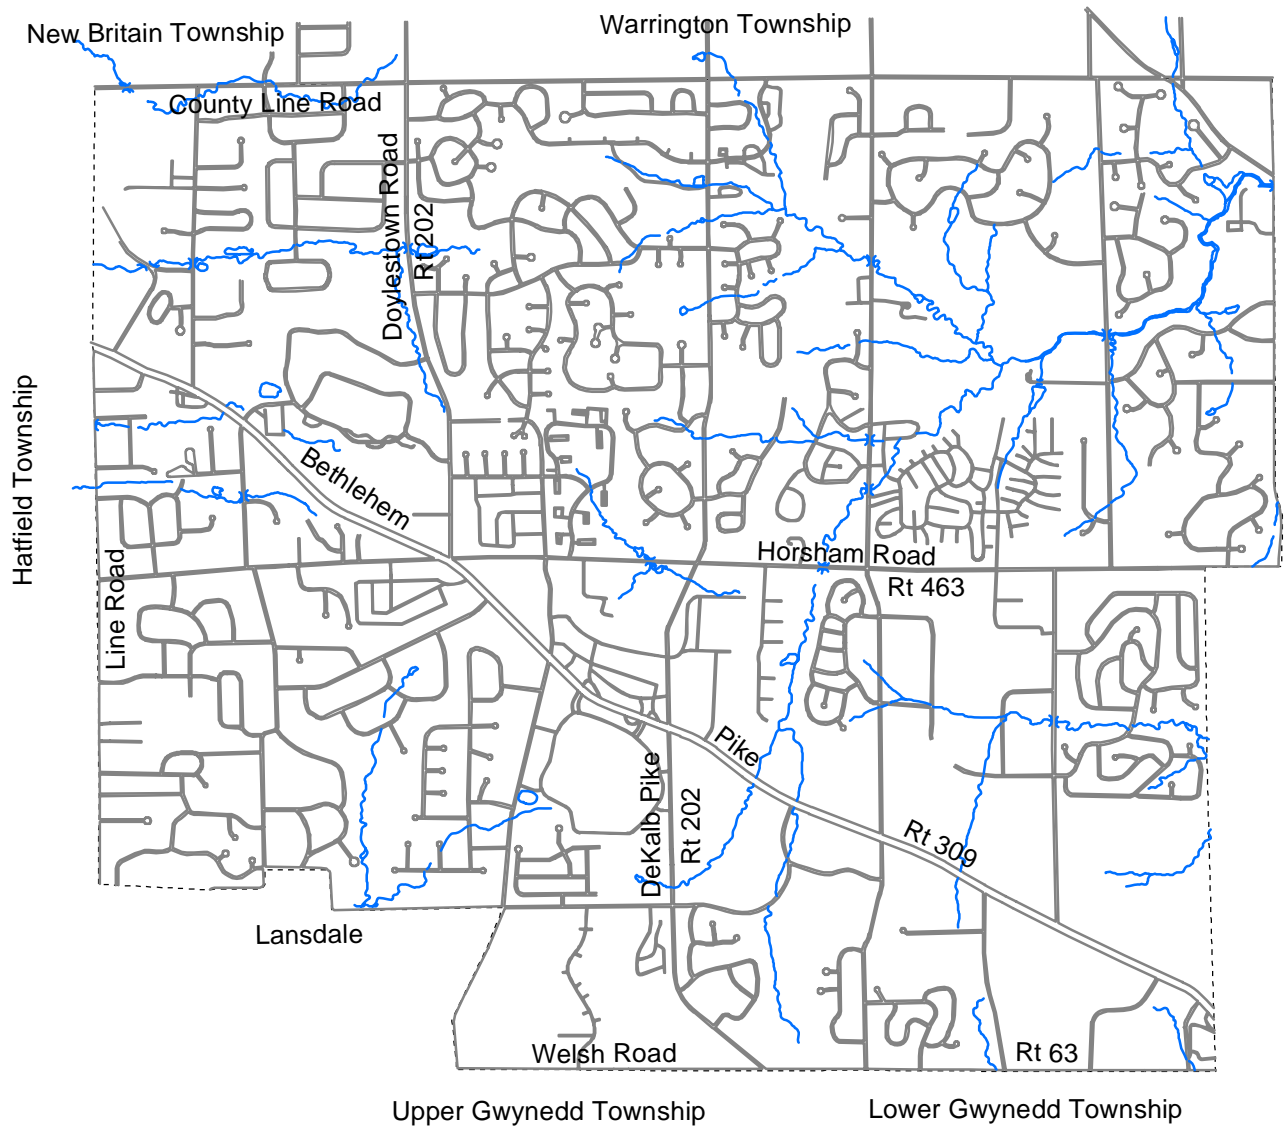 New Britain Township
Warrington Township
County Line Road
Doylestown Road
Rt 202
Hatfield Township
Bethlehem
Line Road
Horsham Road
Rt 463
Pike
DeKalb Pike
Rt 202
Rt 309
Lansdale
Welsh Road
Rt 63
Upper Gwynedd Township
Lower Gwynedd Township